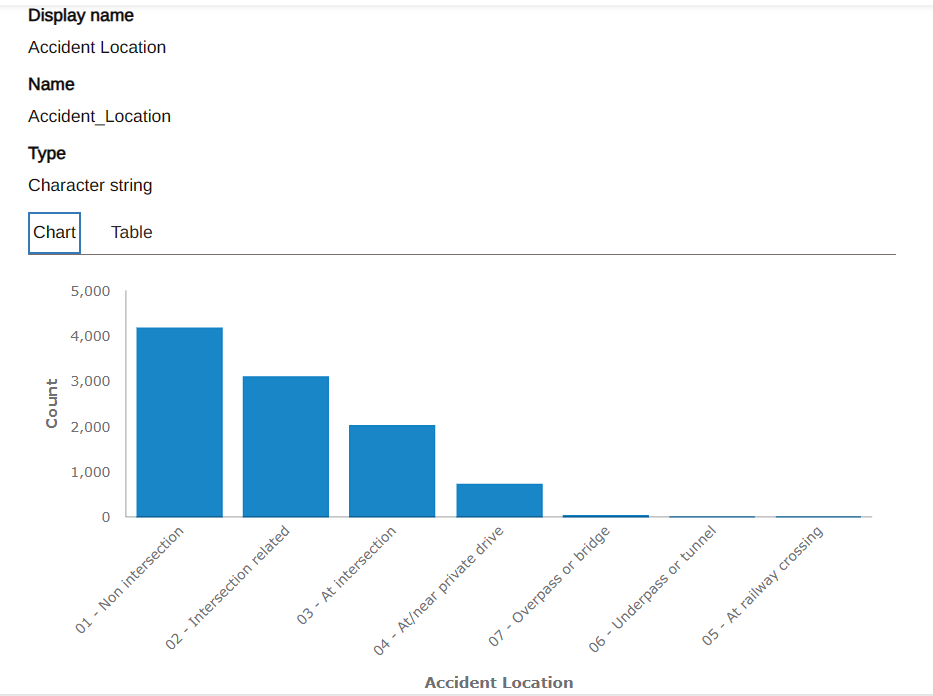 Display name
Accident Location
Name
Accident_Location
Type
Character string
Chart Table
5,000
4,000
3,000
2,000
1,000
0
Count
01 - Non intersection
02 - Intersection related
03 - At intersection
04 - At/near private drive
07 - Overpass or bridge
06 - Underpass or tunnel
05 - At railway crossing
Accident Location